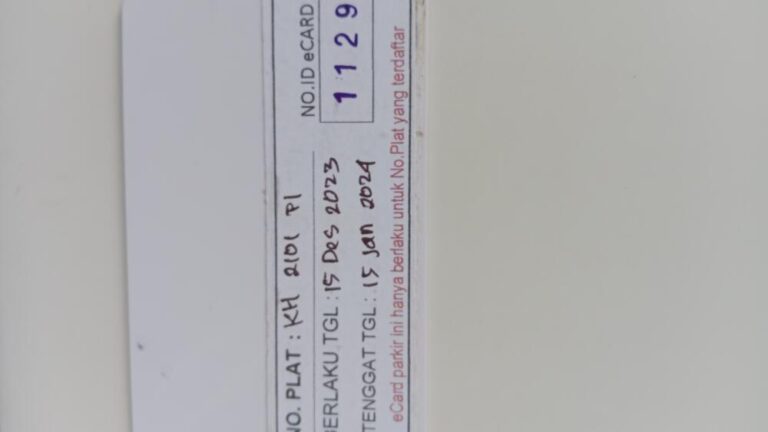 NO. PLAT : KH 2101 PI
BERLAKU TGL : 15 Des 2023
TENGGAT TGL : 15 Jan 2024
NO.ID eCARD
1129
eCard parkir ini hanya berlaku untuk No.Plat yang terdaftar